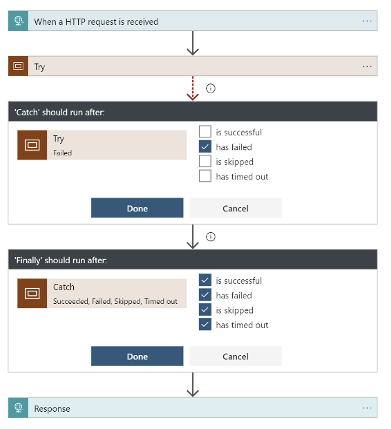 When a HTTP request is received
Try
'Catch' should run after:
Try
Failed
is successful
has failed
is skipped
has timed out
Done
Cancel
'Finally' should run after:
Catch
Succeeded, Failed, Skipped, Timed out
is successful
has failed
is skipped
has timed out
Done
Cancel
Response